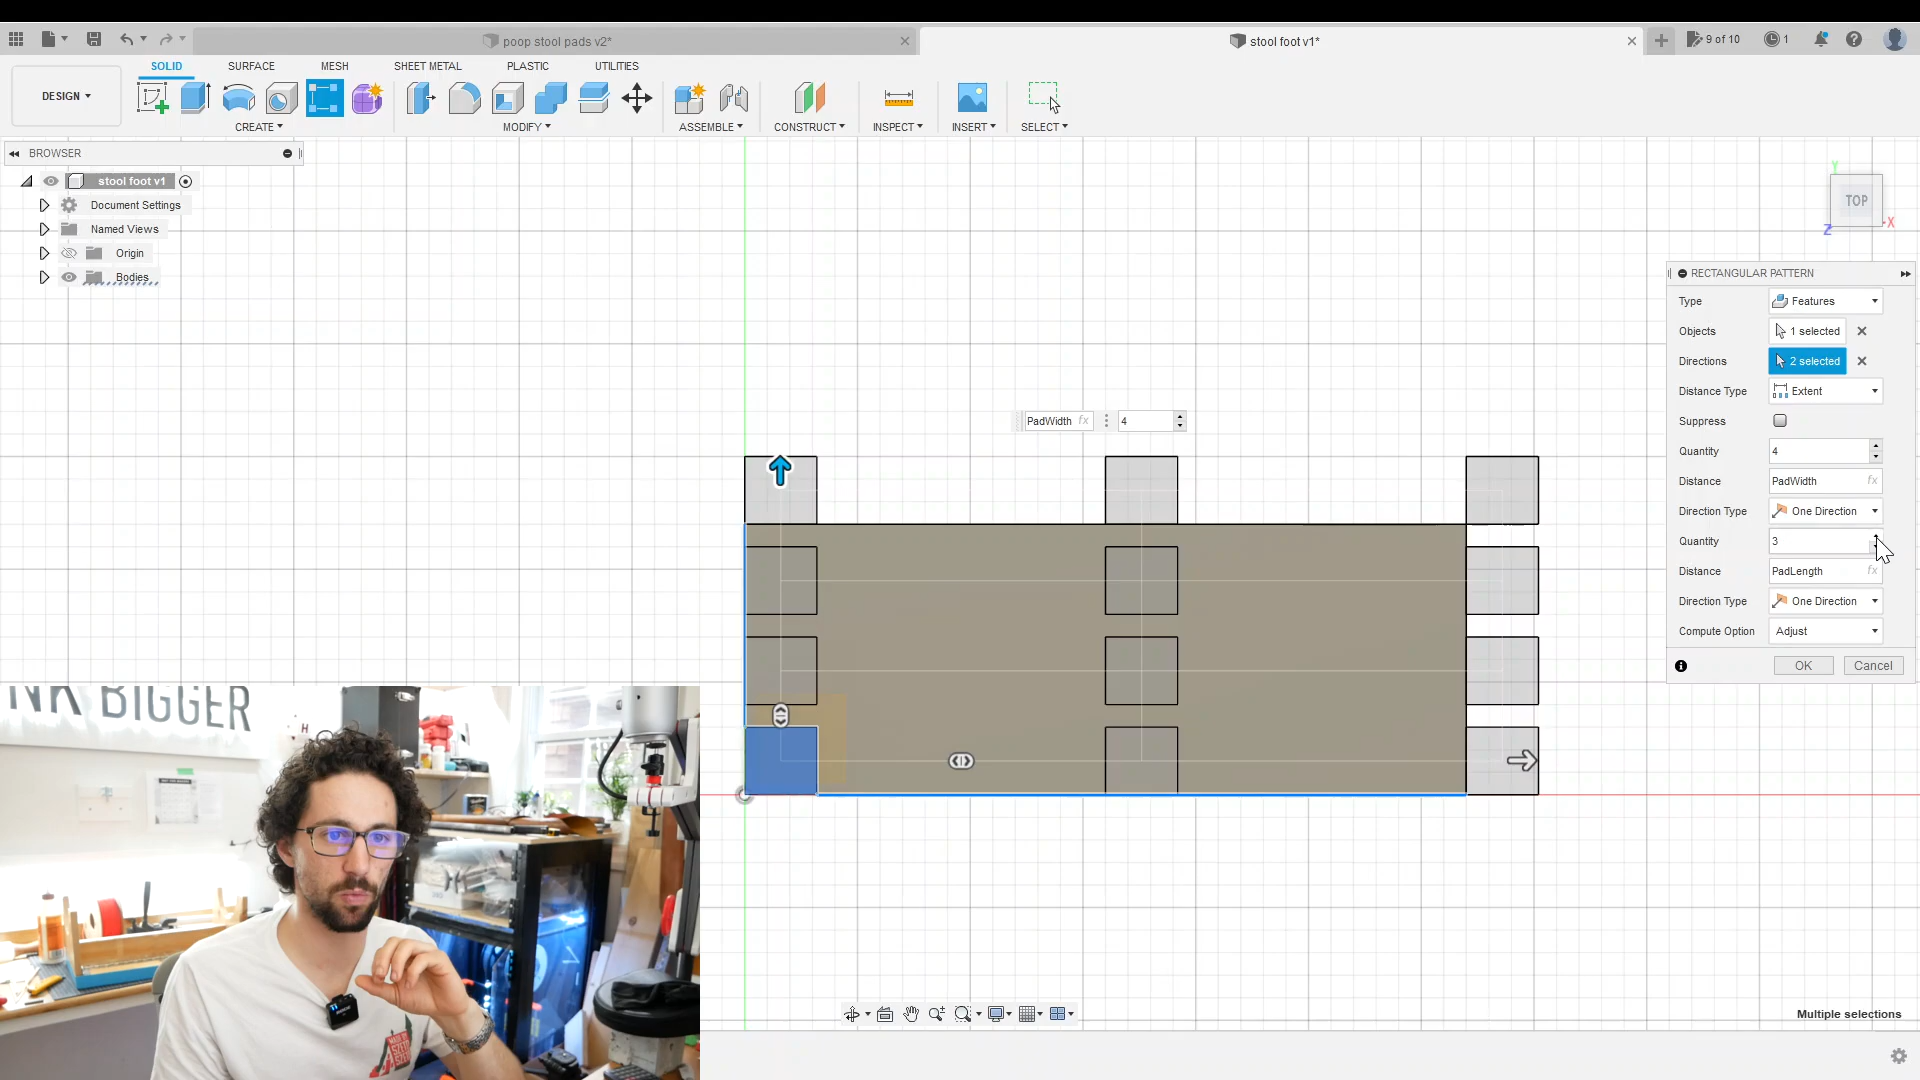 poop stool pads v2*
stool foot v1*
9 of 10
1
DESIGN
SOLID
SURFACE
MESH
SHEET METAL
PLASTIC
UTILITIES
CREATE
MODIFY
ASSEMBLE
CONSTRUCT
INSPECT
INSERT
SELECT
BROWSER
stool foot v1
Document Settings
Named Views
Origin
Bodies
Y
TOP
X
Z
RECTANGULAR PATTERN
Type Features
Objects 1 selected
Directions 2 selected
Distance Type Extent
Suppress
Quantity 4
Distance PadWidth fx
Direction Type One Direction
Quantity 3
Distance PadLength fx
Direction Type One Direction
Compute Option Adjust
OK Cancel
PadWidth fx 4
NK BIGGER
Multiple selections